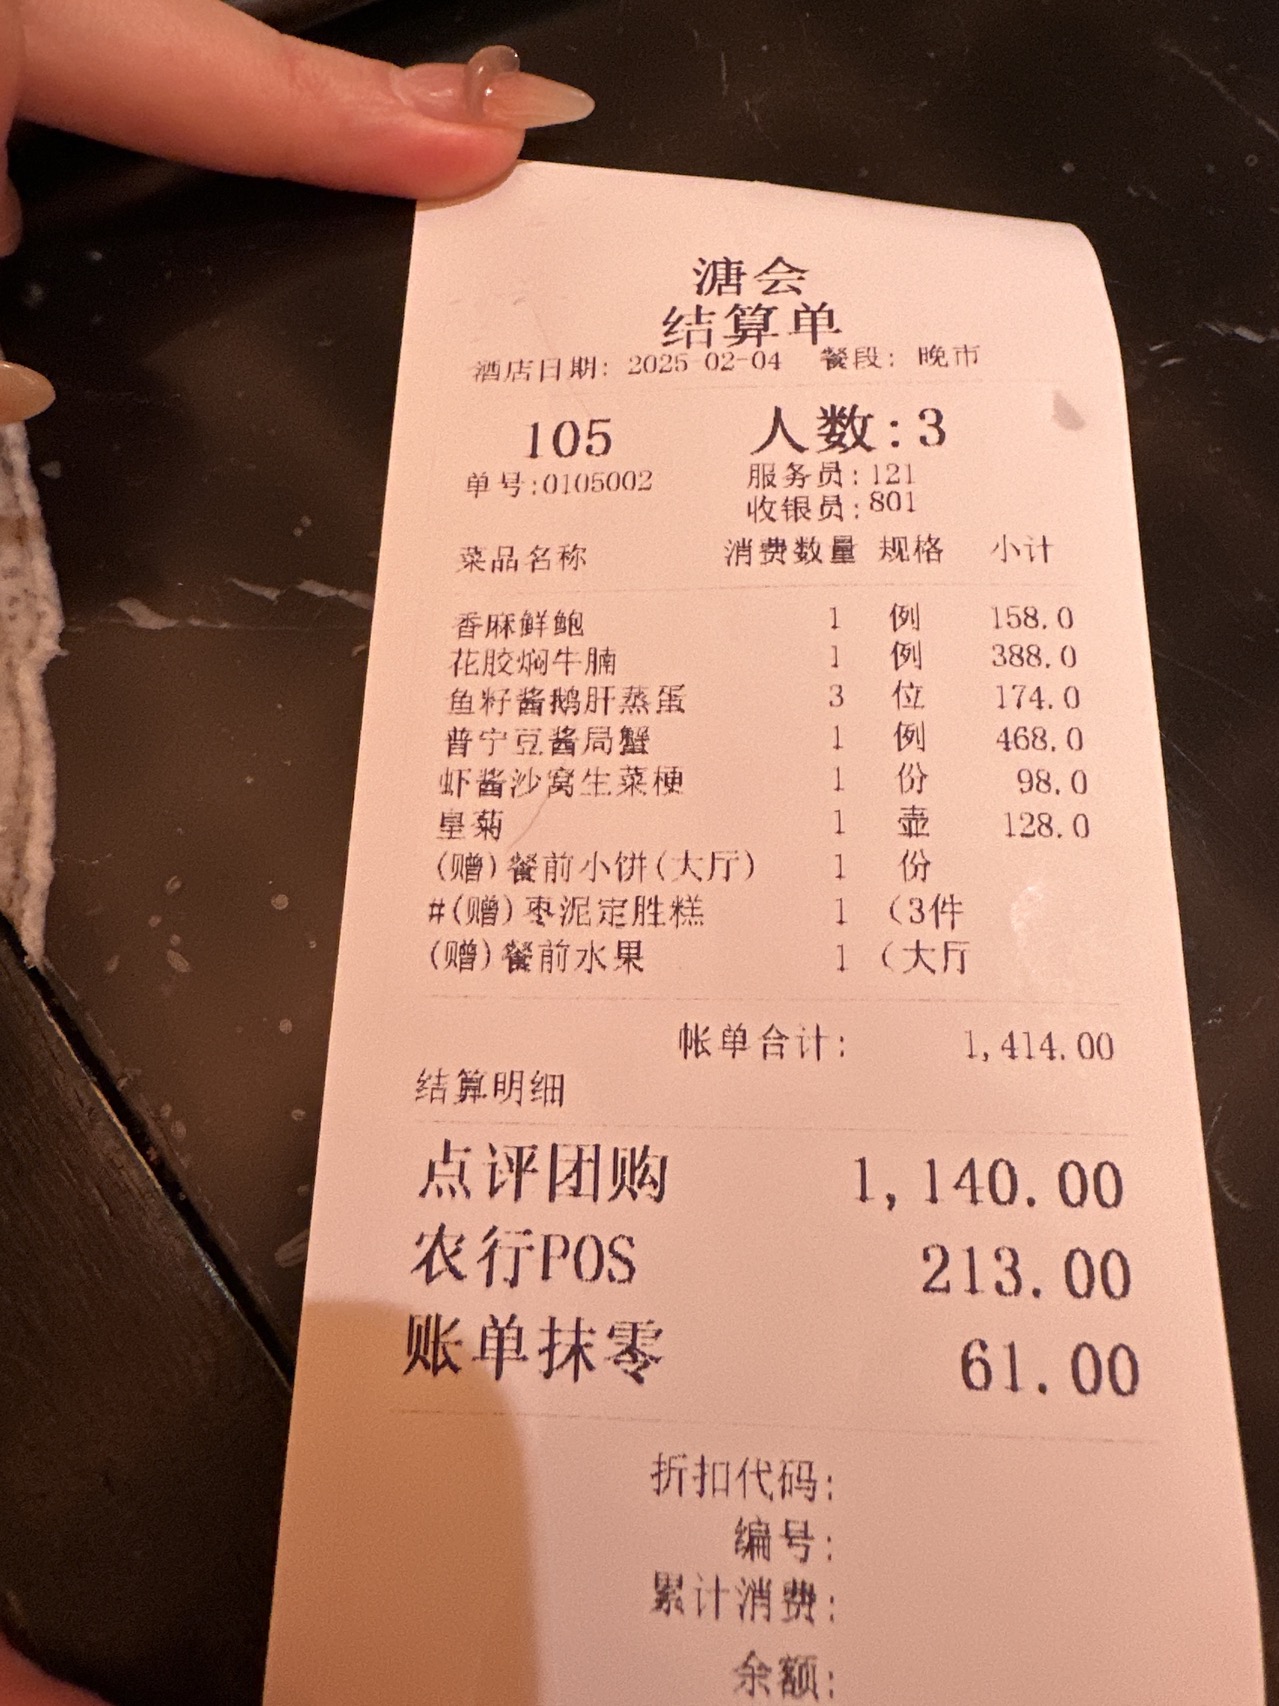 溏会
结算单
酒店日期: 2025-02-04 餐段: 晚市
105 人数:3
单号:0105002 服务员:121
收银员:801
菜品名称 消费数量 规格 小计
香麻鲜鲍 1 例 158.0
花胶焖牛腩 1 例 388.0
鱼籽酱鹅肝蒸蛋 3 位 174.0
普宁豆酱局蟹 1 例 468.0
虾酱沙窝生菜梗 1 份 98.0
皇菊 1 壶 128.0
(赠)餐前小饼(大厅) 1 份
#(赠)枣泥定胜糕 1 (3件
(赠)餐前水果 1 (大厅
帐单合计: 1,414.00
结算明细
点评团购 1,140.00
农行POS 213.00
账单抹零 61.00
折扣代码:
编号:
累计消费:
余额: